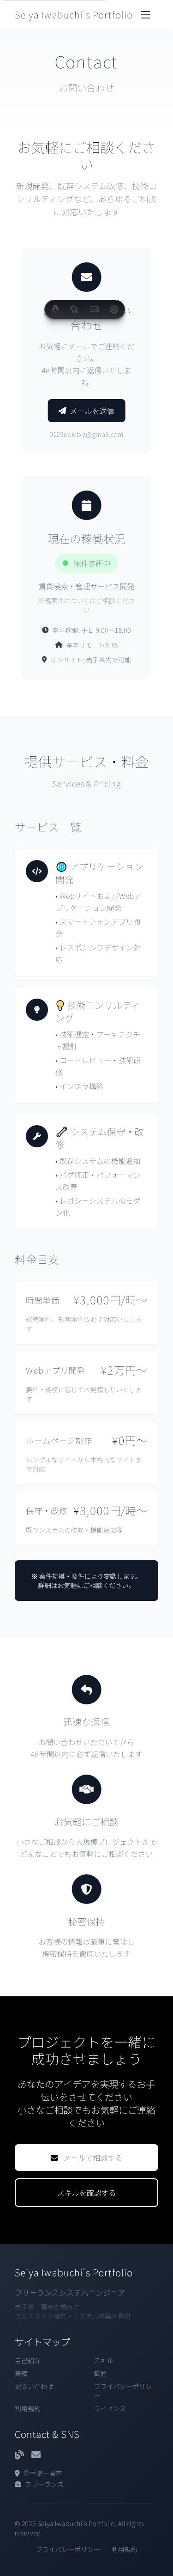 Seiya Iwabuchi's Portfolio
Contact
お問い合わせ
お気軽にご相談くださ
い
新規開発、既存システム改修、技術コ
ンサルティングなど、あらゆるご相談
に対応いたします
い
合わせ
お気軽にメールでご連絡くだ
さい。
48時間以内に返信いたしま
す。
メールを送信
0123ook.biz@gmail.com
現在の稼働状況
案件参画中
賃貸検索・管理サービス開発
新規案件についてはご相談くださ
い
基本稼働: 平日 9:00〜18:00
基本リモート対応
オンサイト: 岩手県内で可能
提供サービス・料金
Services & Pricing
サービス一覧
🌐 アプリケーション
開発
• WebサイトおよびWebア
プリケーション開発
• スマートフォンアプリ開
発
• レスポンシブデザイン対
応
💡 技術コンサルティ
ング
• 技術選定・アーキテクチ
ャ設計
• コードレビュー・技術研
修
• インフラ構築
🔧 システム保守・改
修
• 既存システムの機能追加
• バグ修正・パフォーマン
ス改善
• レガシーシステムのモダ
ン化
料金目安
時間単価 ¥3,000円/時〜
継続案件、短期案件問わず対応いたしま
す
Webアプリ開発 ¥2万円〜
要件・規模に応じてお見積もりいたしま
す
ホームページ制作 ¥0円〜
シンプルなサイトから本格的なサイトま
で対応
保守・改修 ¥3,000円/時〜
既存システムの改修・機能追加等
※ 案件規模・要件により変動します。
詳細はお気軽にご相談ください。
迅速な返信
お問い合わせいただいてから
48時間以内に必ず返信いたします
お気軽にご相談
小さなご相談から大規模プロジェクトまで
どんなことでもお気軽にご相談ください
秘密保持
お客様の情報は厳重に管理し
機密保持を徹底いたします
プロジェクトを一緒に
成功させましょう
あなたのアイデアを実現するお手
伝いをさせてください
小さなご相談でもお気軽にご連絡
ください
メールで相談する
スキルを確認する
Seiya Iwabuchi's Portfolio
フリーランスシステムエンジニア
岩手県一関市を拠点に
フルスタック開発・システム構築を提供
サイトマップ
自己紹介 スキル
実績 職歴
お問い合わせ プライバシーポリシ
ー
利用規約 ライセンス
Contact & SNS
岩手県一関市
フリーランス
© 2025 Seiya Iwabuchi's Portfolio. All rights
reserved.
プライバシーポリシー 利用規約